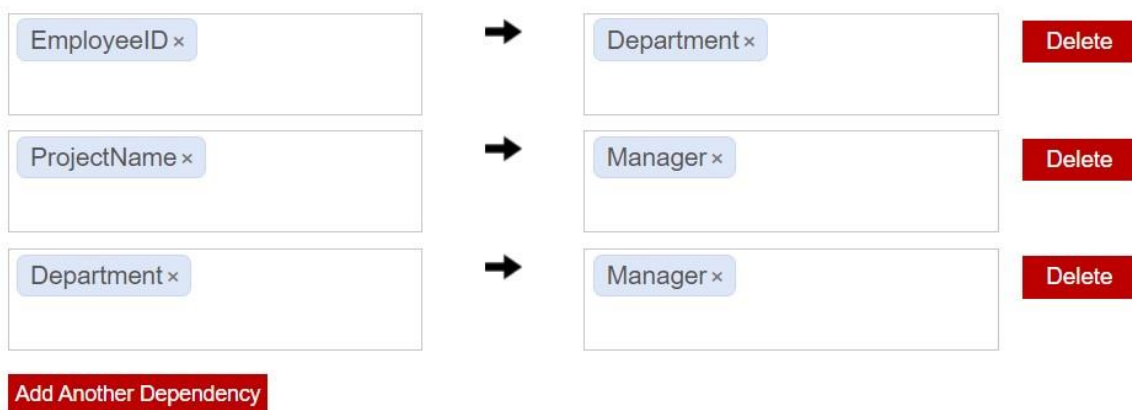 EmployeeID × Department × Delete
ProjectName × Manager × Delete
Department × Manager × Delete
Add Another Dependency